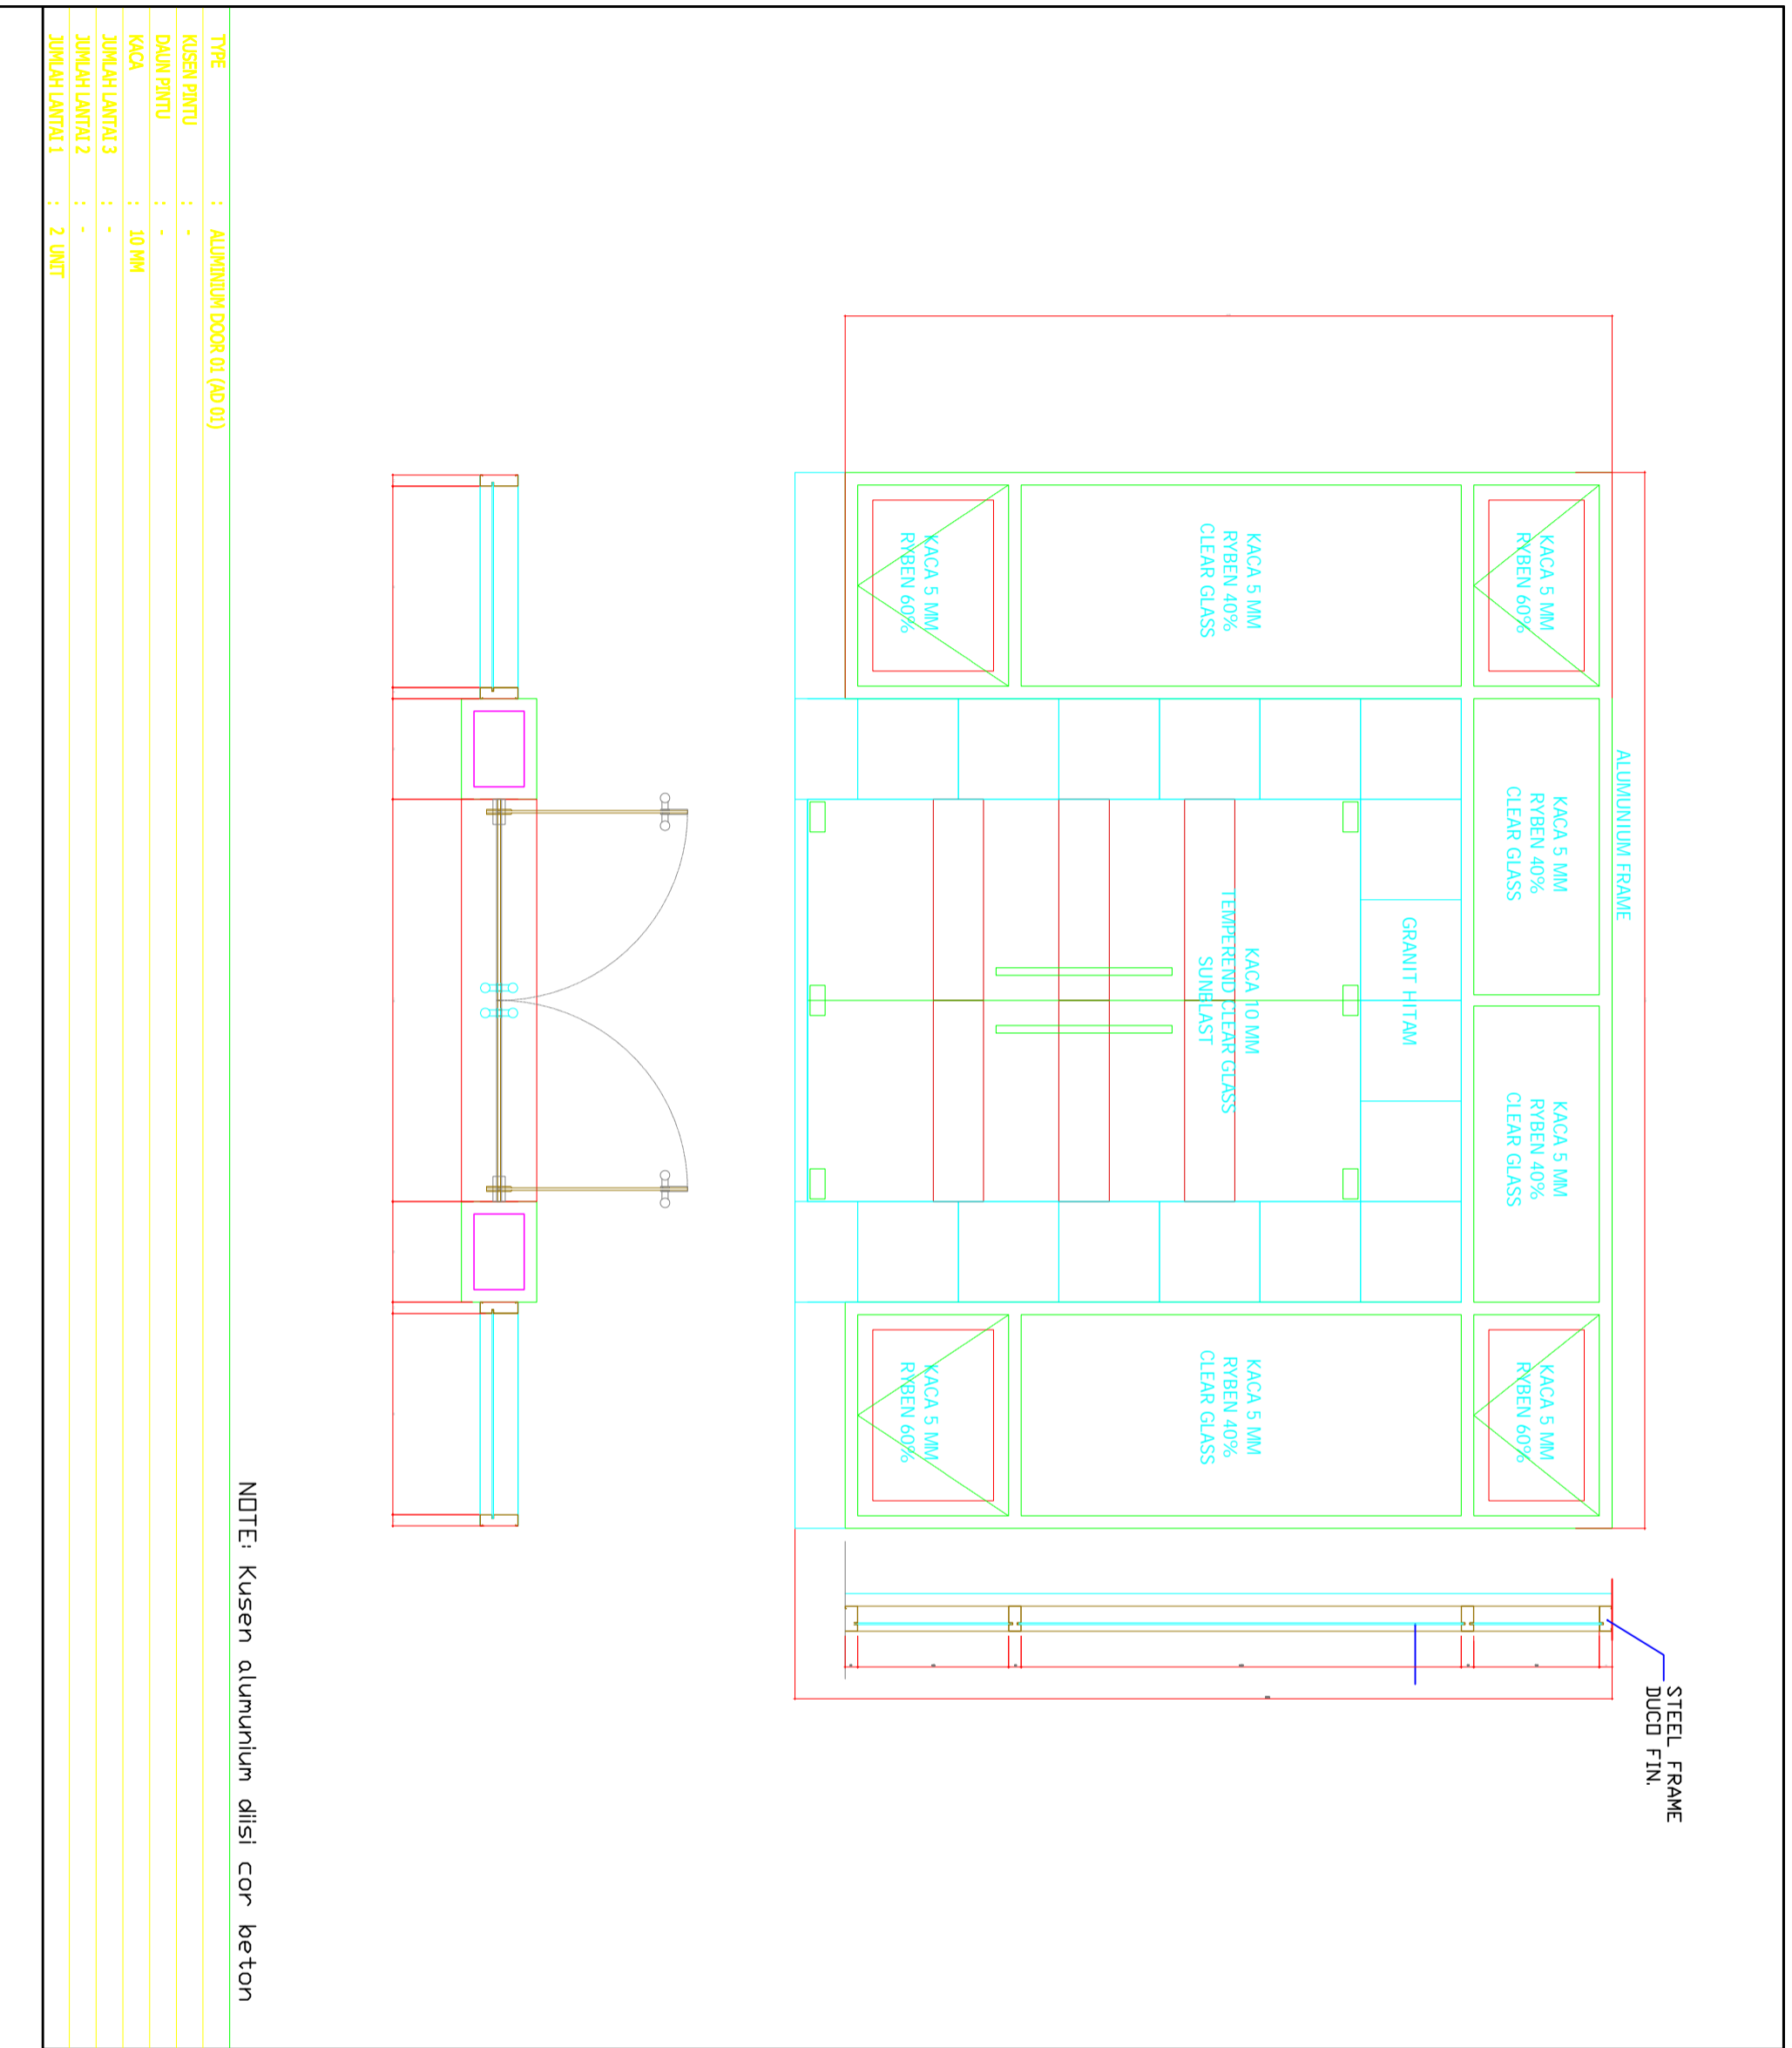 STEEL FRAME
DUCO FIN.
ALUMUNIUM FRAME
KACA 5 MM
RYBEN 60%
KACA 5 MM
RYBEN 40%
CLEAR GLASS
KACA 5 MM
RYBEN 40%
CLEAR GLASS
KACA 5 MM
RYBEN 60%
GRANIT HITAM
KACA 5 MM
RYBEN 40%
CLEAR GLASS
KACA 10 MM
TEMPEREND CLEAR GLASS
SUNBLAST
KACA 5 MM
RYBEN 40%
CLEAR GLASS
KACA 5 MM
RYBEN 60%
KACA 5 MM
RYBEN 60%
NOTE: Kusen alumunium diisi cor beton
TYPE : ALUMINIUM DOOR 01 (AD 01)
KUSEN PINTU : -
DAUN PINTU : -
KACA : 10 MM
JUMLAH LANTAI 3 : -
JUMLAH LANTAI 2 : -
JUMLAH LANTAI 1 : 2 UNIT